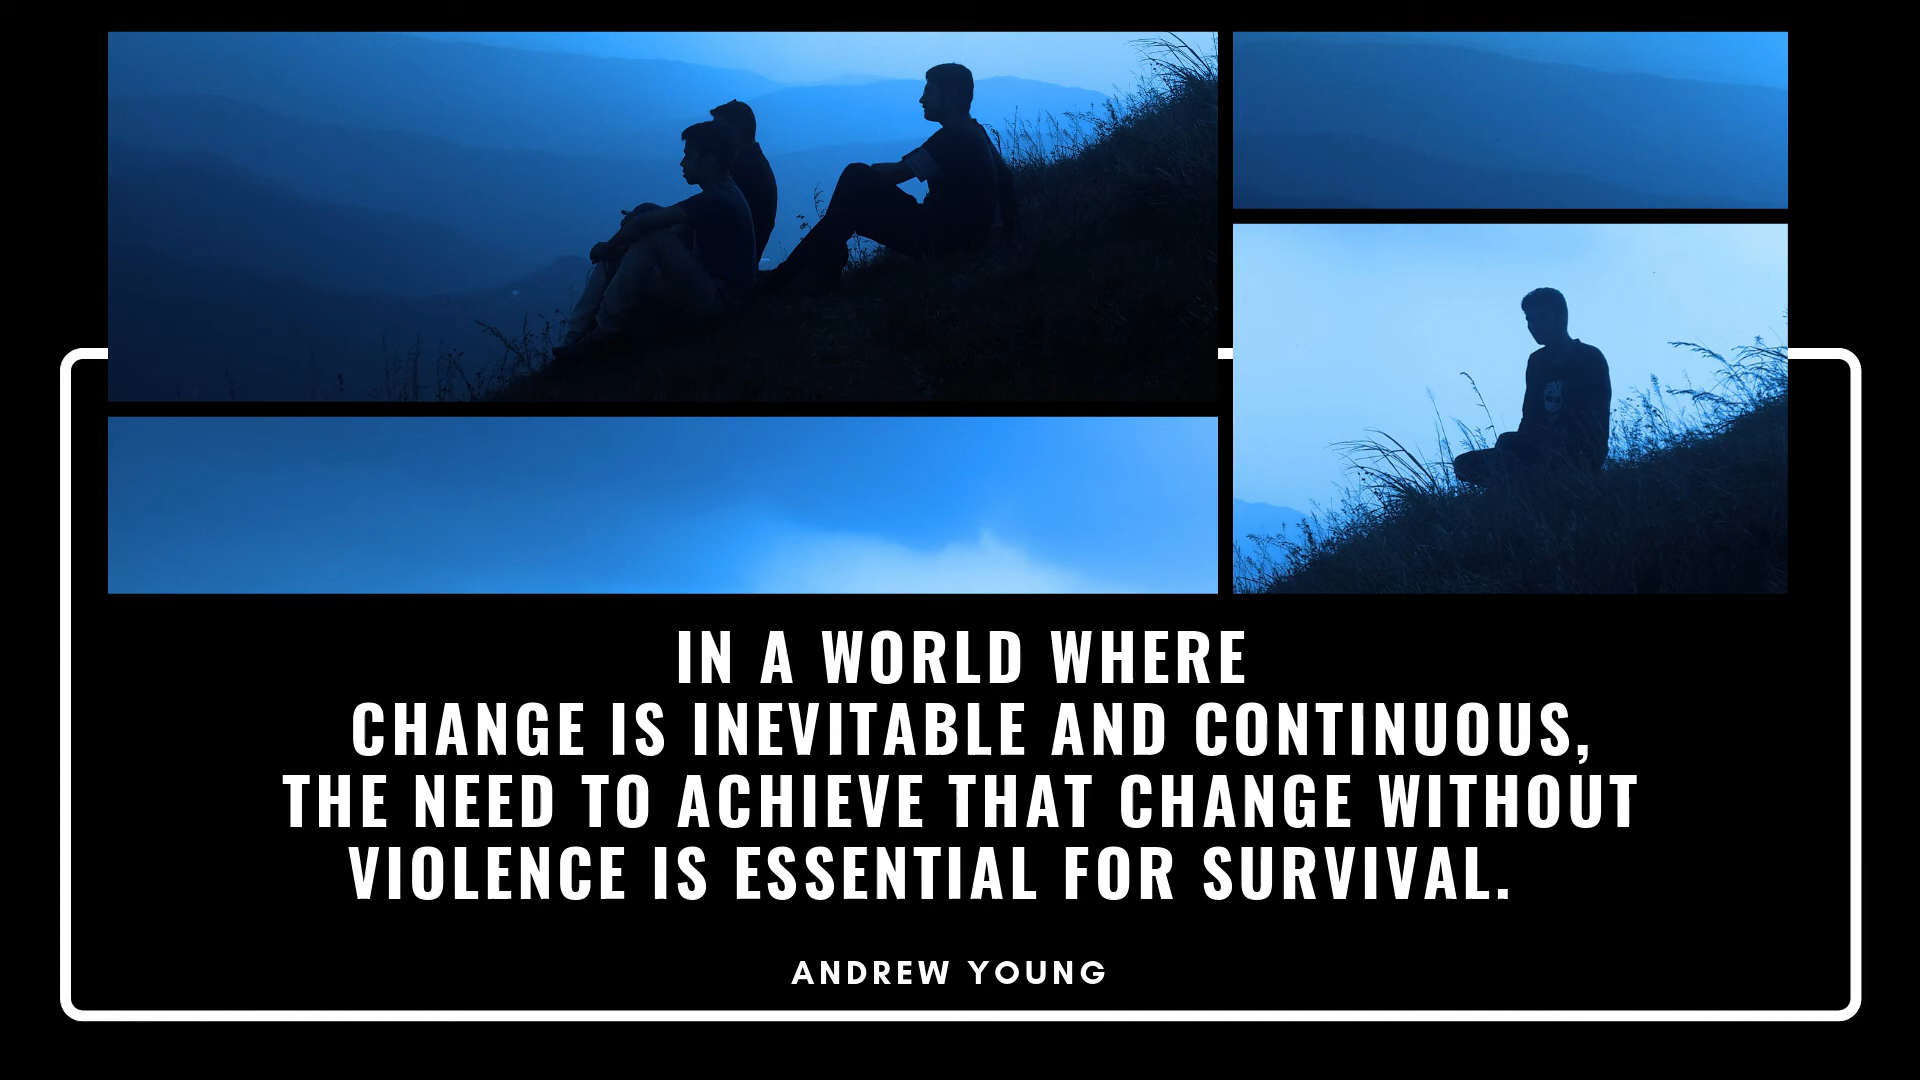 IN A WORLD WHERE
CHANGE IS INEVITABLE AND CONTINUOUS,
THE NEED TO ACHIEVE THAT CHANGE WITHOUT
VIOLENCE IS ESSENTIAL FOR SURVIVAL.
ANDREW YOUNG